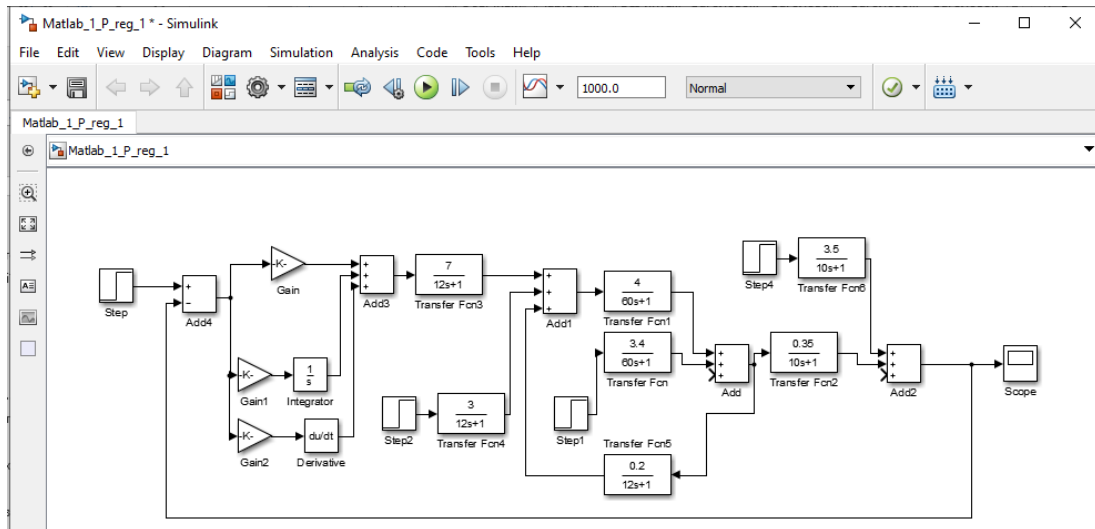 Matlab_1_P_reg_1 * - Simulink
File Edit View Display Diagram Simulation Analysis Code Tools Help
1000.0 Normal
Matlab_1_P_reg_1
Matlab_1_P_reg_1
Step
+
−
Add4
-K-
Gain
-K-
Gain1
1
s
Integrator
-K-
Gain2
du/dt
Derivative
+
+
+
Add3
7
12s+1
Transfer Fcn3
Step2
3
12s+1
Transfer Fcn4
+
+
+
Add1
4
60s+1
Transfer Fcn1
3.4
60s+1
Transfer Fcn
Step1
Transfer Fcn5
0.2
12s+1
+
+
+
Add
Step4
3.5
10s+1
Transfer Fcn6
0.35
10s+1
Transfer Fcn2
+
+
+
Add2
Scope